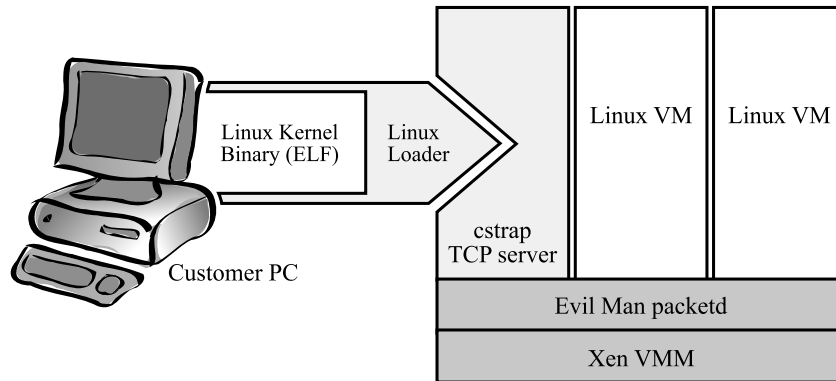 Linux Kernel
Binary (ELF)
Linux
Loader
Customer PC
cstrap
TCP server
Linux VM
Linux VM
Evil Man packetd
Xen VMM